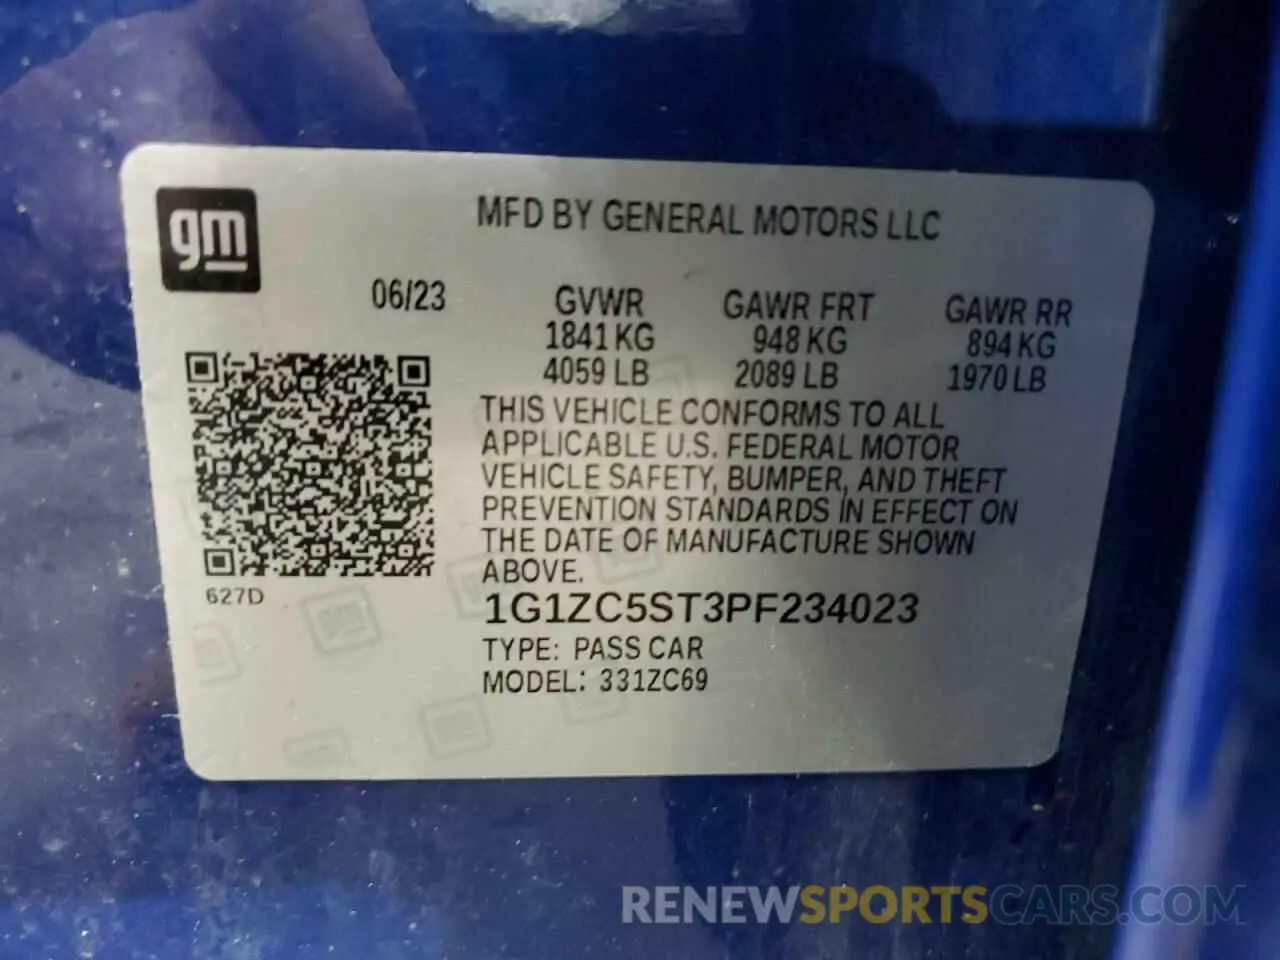 gm
MFD BY GENERAL MOTORS LLC
06/23
GVWR GAWR FRT GAWR RR
1841 KG 948 KG 894 KG
4059 LB 2089 LB 1970 LB
THIS VEHICLE CONFORMS TO ALL
APPLICABLE U.S. FEDERAL MOTOR
VEHICLE SAFETY, BUMPER, AND THEFT
PREVENTION STANDARDS IN EFFECT ON
THE DATE OF MANUFACTURE SHOWN
ABOVE.
627D
1G1ZC5ST3PF234023
TYPE: PASS CAR
MODEL: 331ZC69
RENEWSPORTSCARS.COM